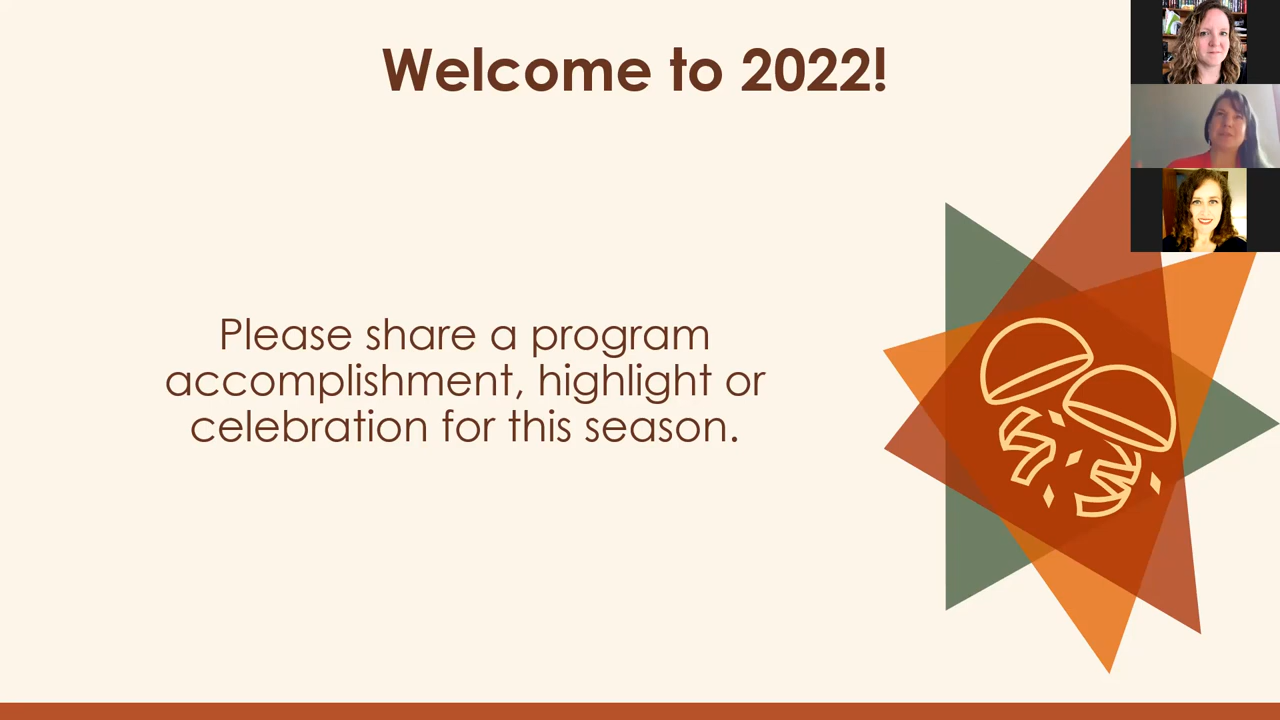 Welcome to 2022!
Please share a program
accomplishment, highlight or
celebration for this season.